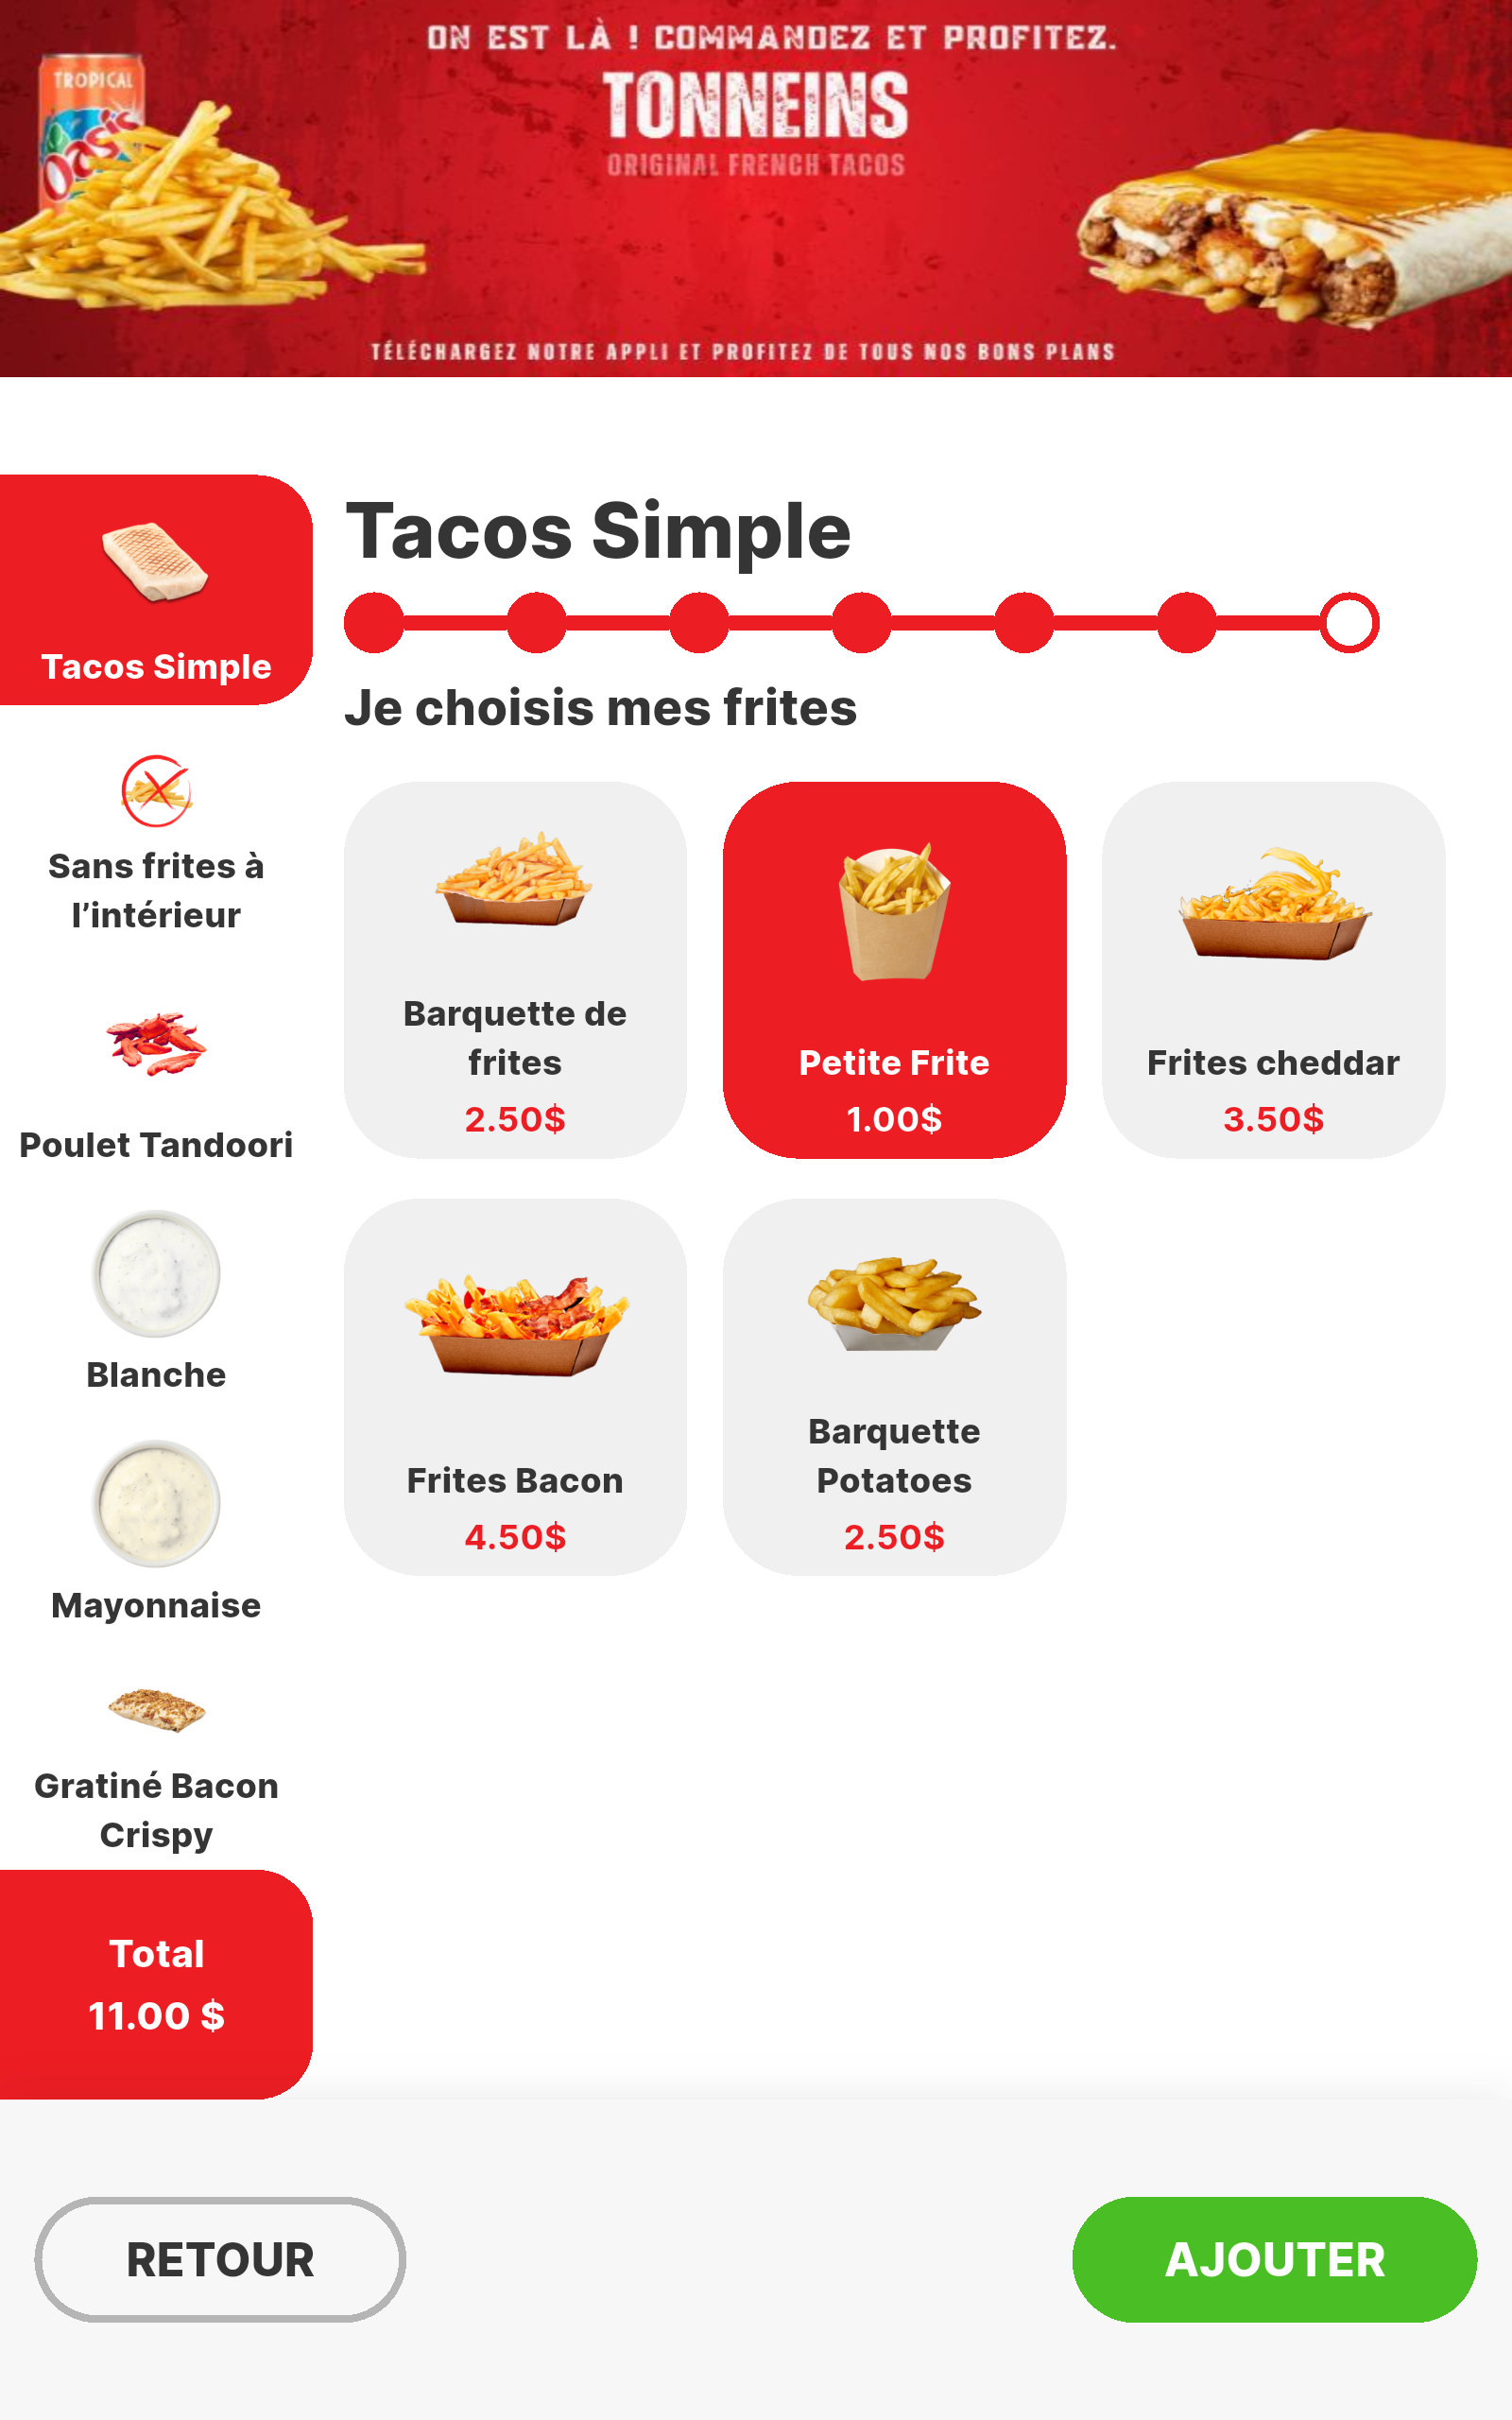 ON EST LÀ ! COMMANDEZ ET PROFITEZ.
TROPICAL
Oasis
TONNEINS
ORIGINAL FRENCH TACOS
TÉLÉCHARGEZ NOTRE APPLI ET PROFITEZ DE TOUS NOS BONS PLANS
Tacos Simple
Tacos Simple
Je choisis mes frites
Sans frites à
l’intérieur
Poulet Tandoori
Blanche
Mayonnaise
Gratiné Bacon
Crispy
Barquette de
frites
2.50$
Petite Frite
1.00$
Frites cheddar
3.50$
Frites Bacon
4.50$
Barquette
Potatoes
2.50$
Total
11.00 $
RETOUR
AJOUTER